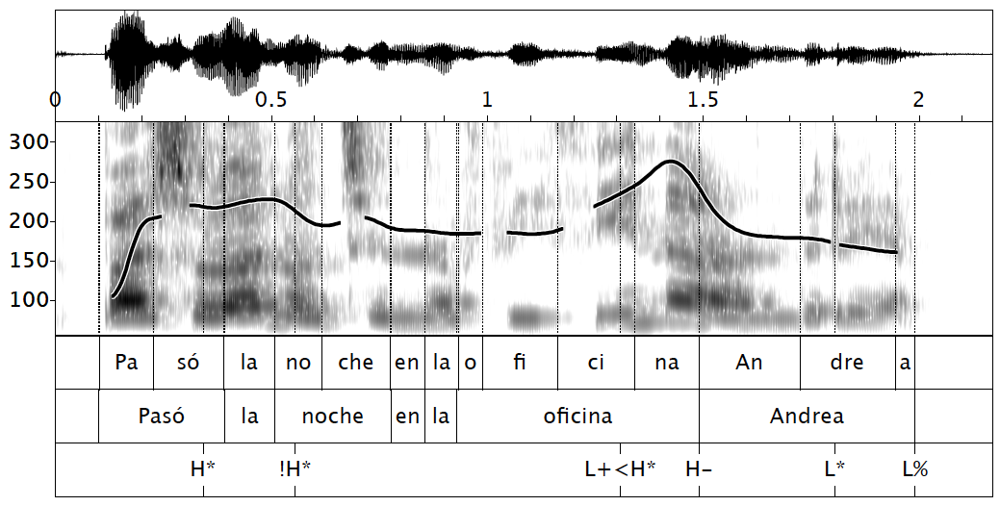 0 0.5 1 1.5 2
300
250
200
150
100
Pa só la no che en la o fi ci na An dre a
Pasó la noche en la oficina Andrea
H* !H* L+<H* H– L* L%